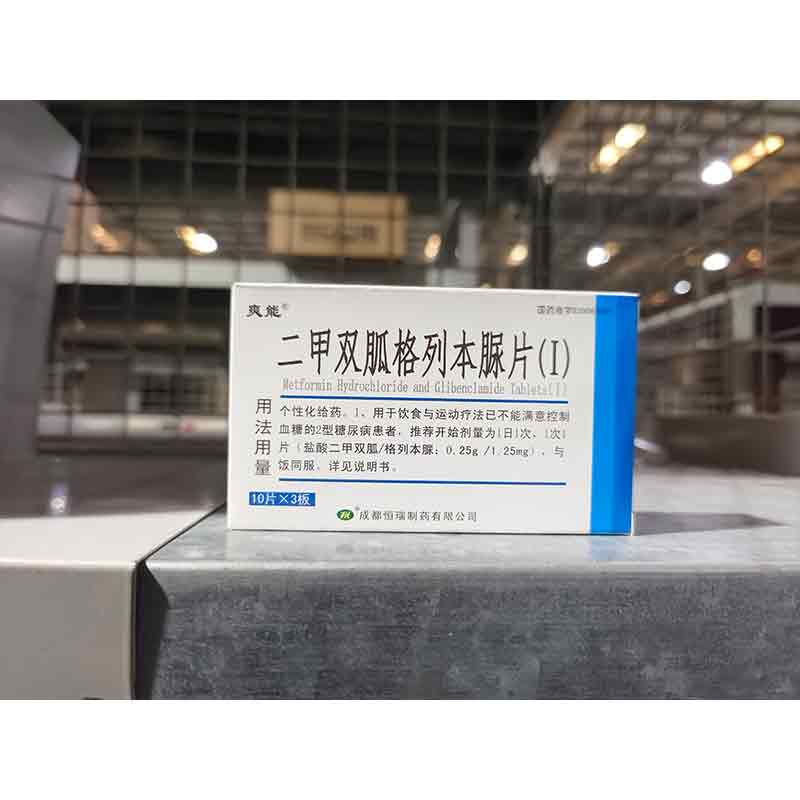 爽能®
国药准字
二甲双胍格列本脲片(I)
Metformin Hydrochloride and Glibenclamide Tablets(I)
用法用量
个性化给药。1、用于饮食与运动疗法已不能满意控制
血糖的2型糖尿病患者，推荐开始剂量为1日1次、1次1
片（盐酸二甲双胍/格列本脲：0.25g /1.25mg），与
饭同服。详见说明书。
10片×3板
成都恒瑞制药有限公司